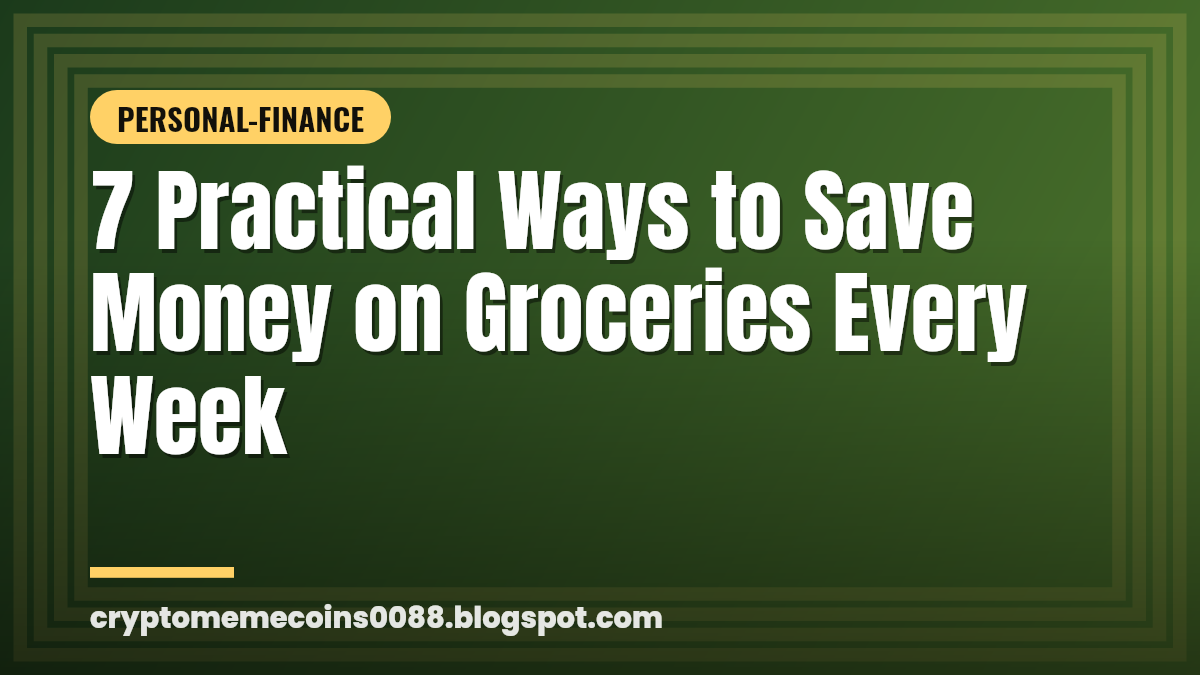 PERSONAL-FINANCE
7 Practical Ways to Save
Money on Groceries Every
Week
cryptomemecoins0088.blogspot.com